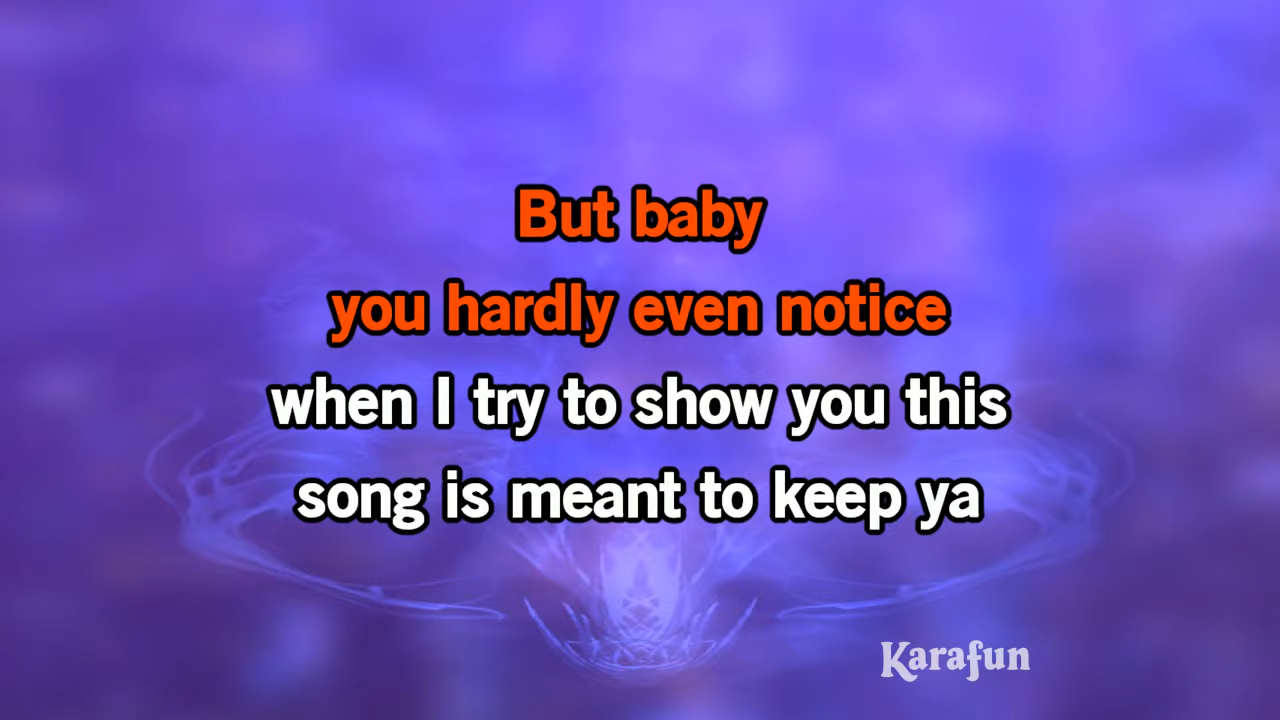 But baby
you hardly even notice
when I try to show you this
song is meant to keep ya
Karafun